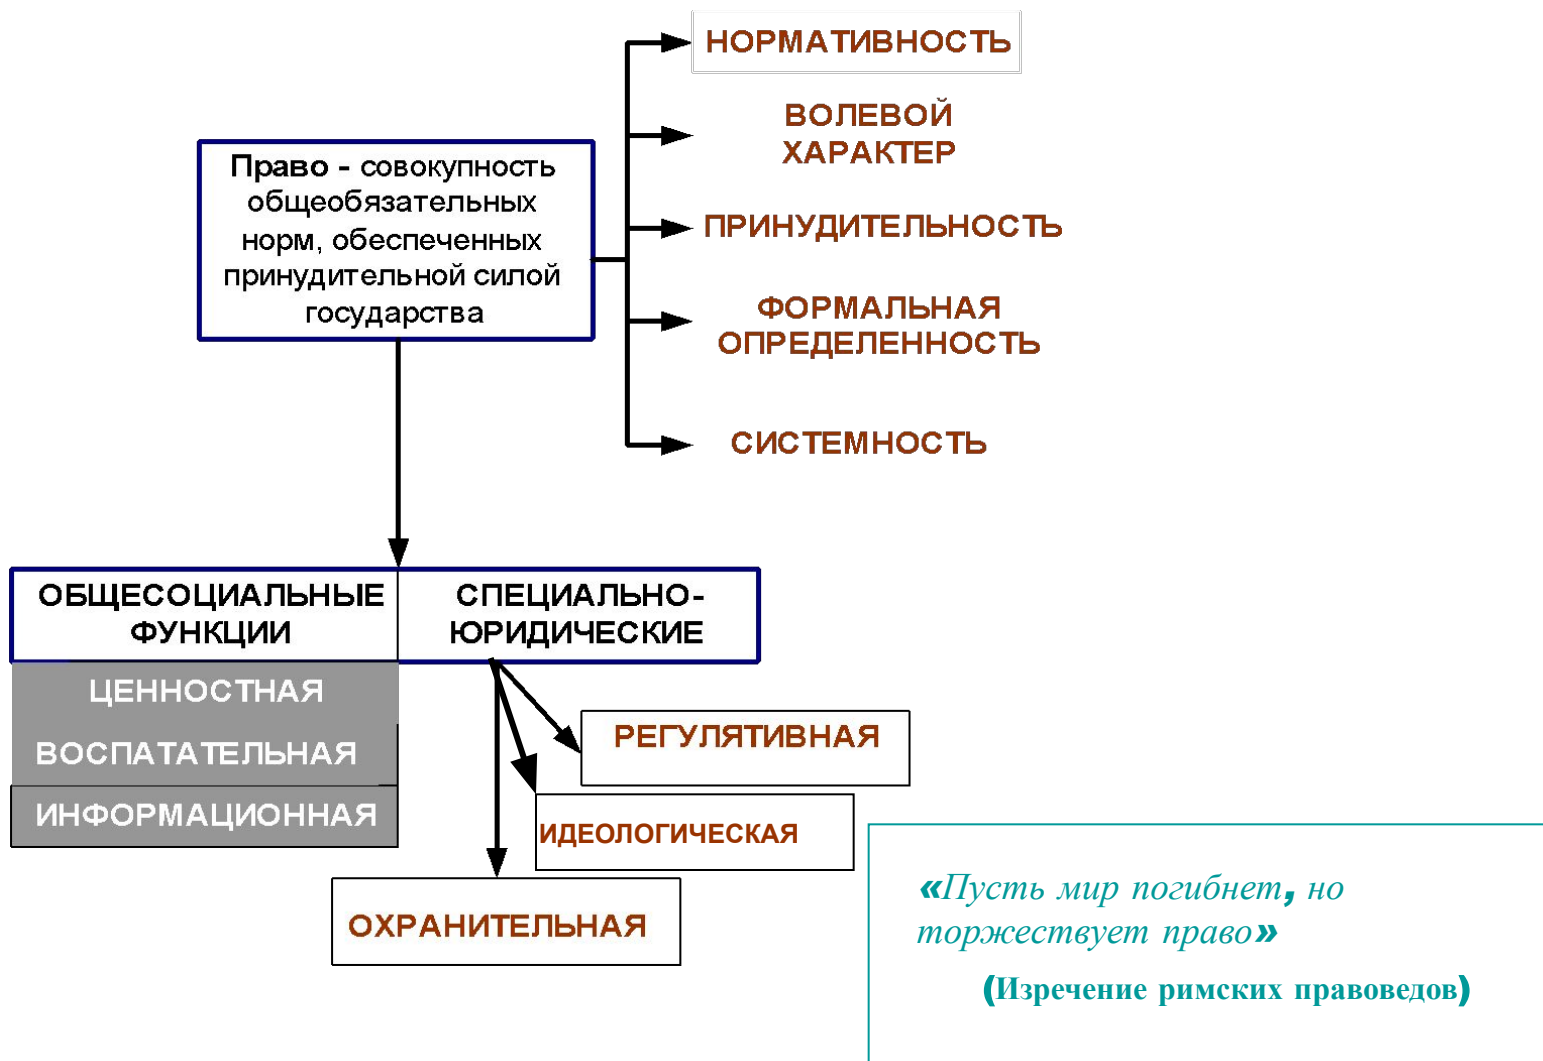 НОРМАТИВНОСТЬ
ВОЛЕВОЙ
ХАРАКТЕР
Право - совокупность
общеобязательных
норм, обеспеченных
принудительной силой
государства
ПРИНУДИТЕЛЬНОСТЬ
ФОРМАЛЬНАЯ
ОПРЕДЕЛЕННОСТЬ
СИСТЕМНОСТЬ
ОБЩЕСОЦИАЛЬНЫЕ
ФУНКЦИИ
СПЕЦИАЛЬНО-
ЮРИДИЧЕСКИЕ
ЦЕННОСТНАЯ
ВОСПАТАТЕЛЬНАЯ
ИНФОРМАЦИОННАЯ
РЕГУЛЯТИВНАЯ
ИДЕОЛОГИЧЕСКАЯ
ОХРАНИТЕЛЬНАЯ
«Пусть мир погибнет, но
торжествует право»
(Изречение римских правоведов)